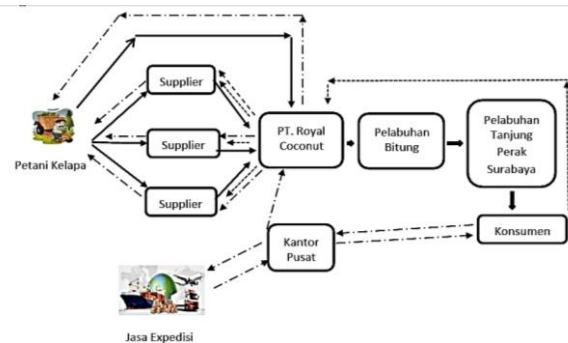 Supplier
Supplier
Supplier
Petani Kelapa
PT. Royal
Coconut
Pelabuhan
Bitung
Pelabuhan
Tanjung
Perak
Surabaya
Konsumen
Kantor
Pusat
Jasa Expedisi